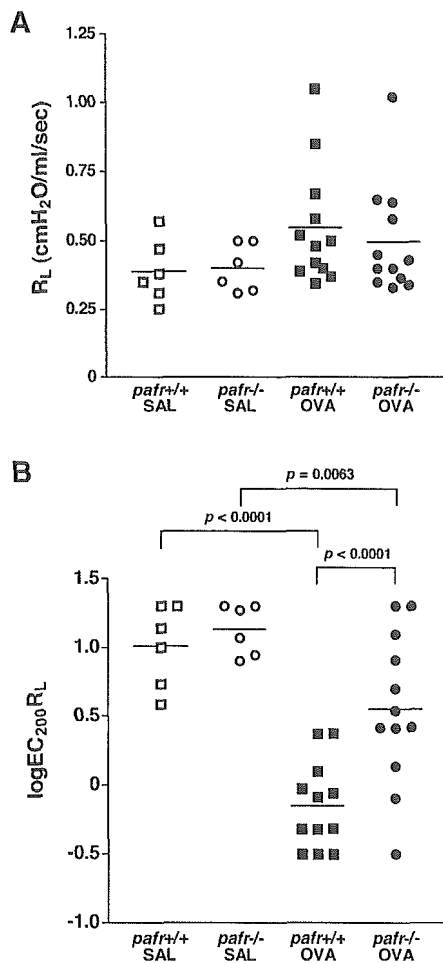 A
1.25
1.00
0.75
0.50
0.25
0
R_L (cmH₂O/ml/sec)
pafr+/+ pafr-/- pafr+/+ pafr-/-
SAL SAL OVA OVA
B
p = 0.0063
p < 0.0001
p < 0.0001
1.5
1.0
0.5
0
-0.5
-1.0
logEC₂₀₀R_L
pafr+/+ pafr-/- pafr+/+ pafr-/-
SAL SAL OVA OVA